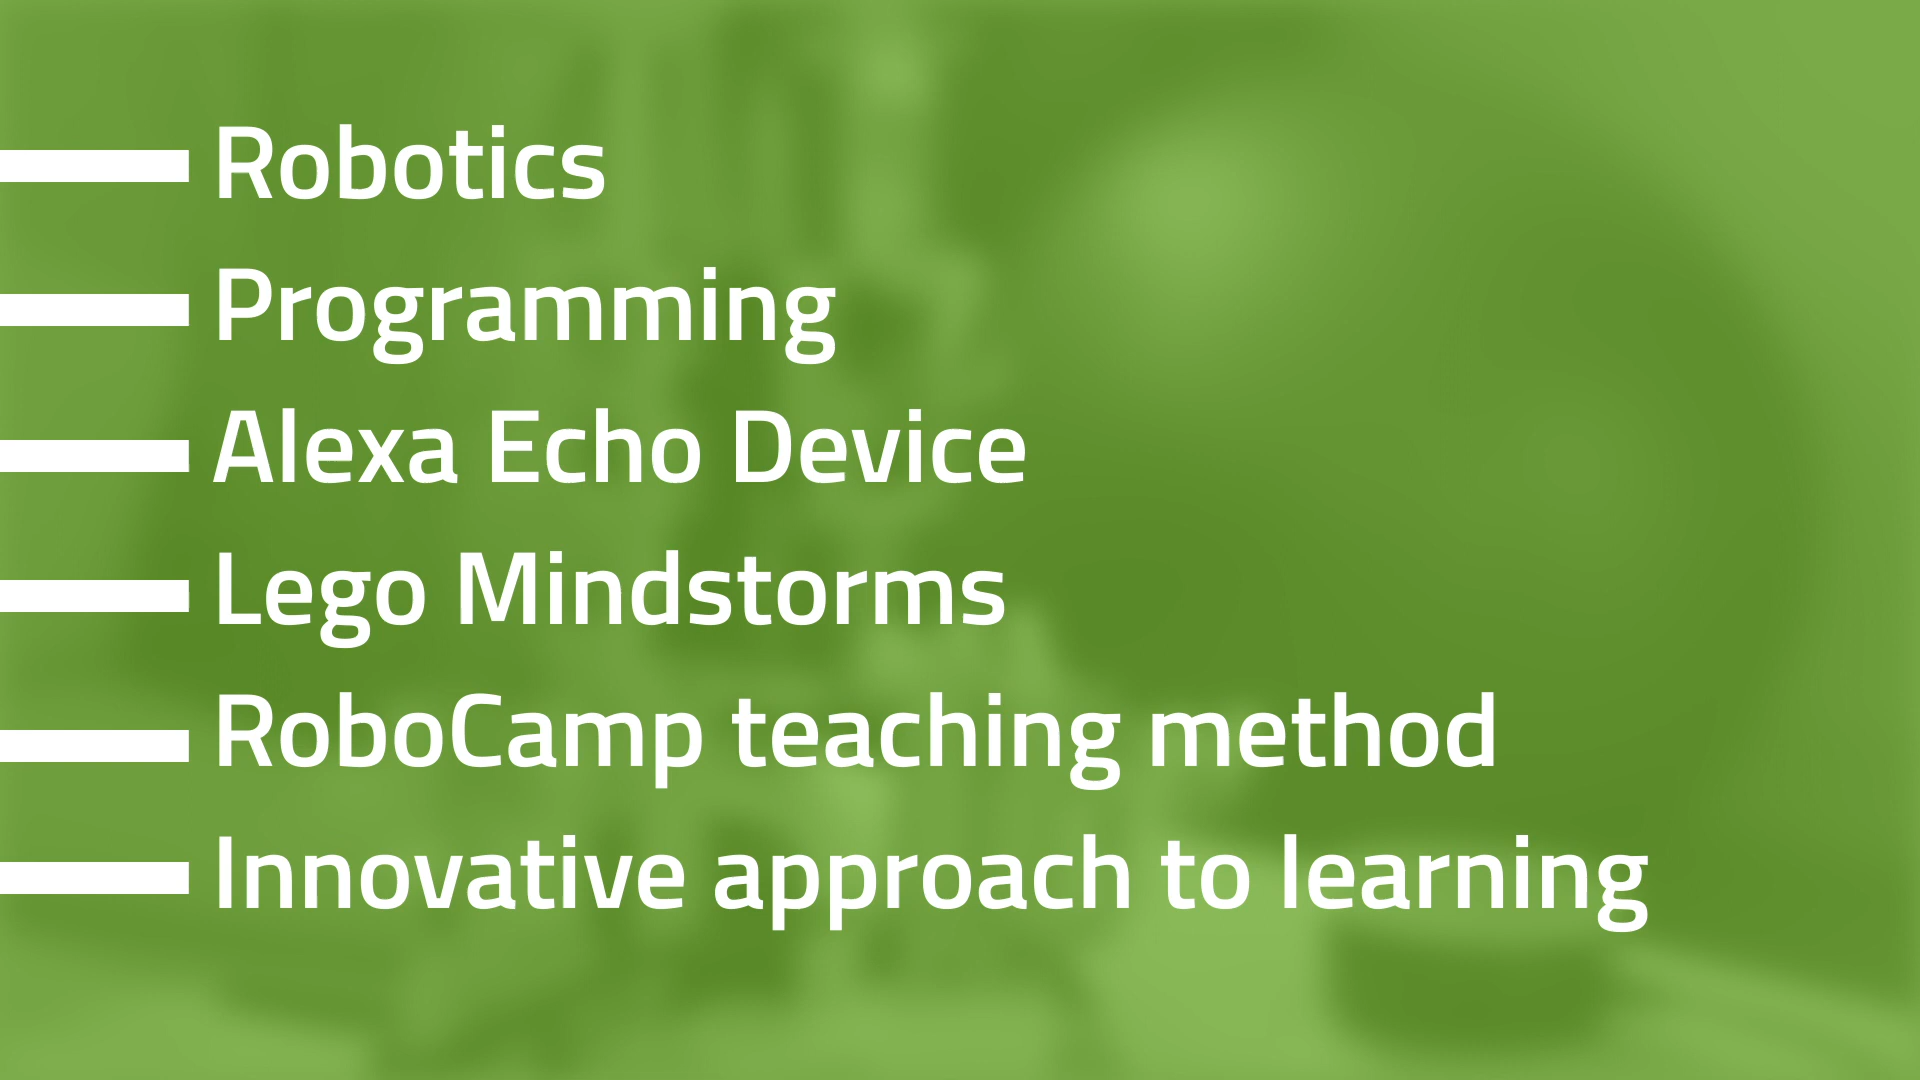 Robotics
Programming
Alexa Echo Device
Lego Mindstorms
RoboCamp teaching method
Innovative approach to learning